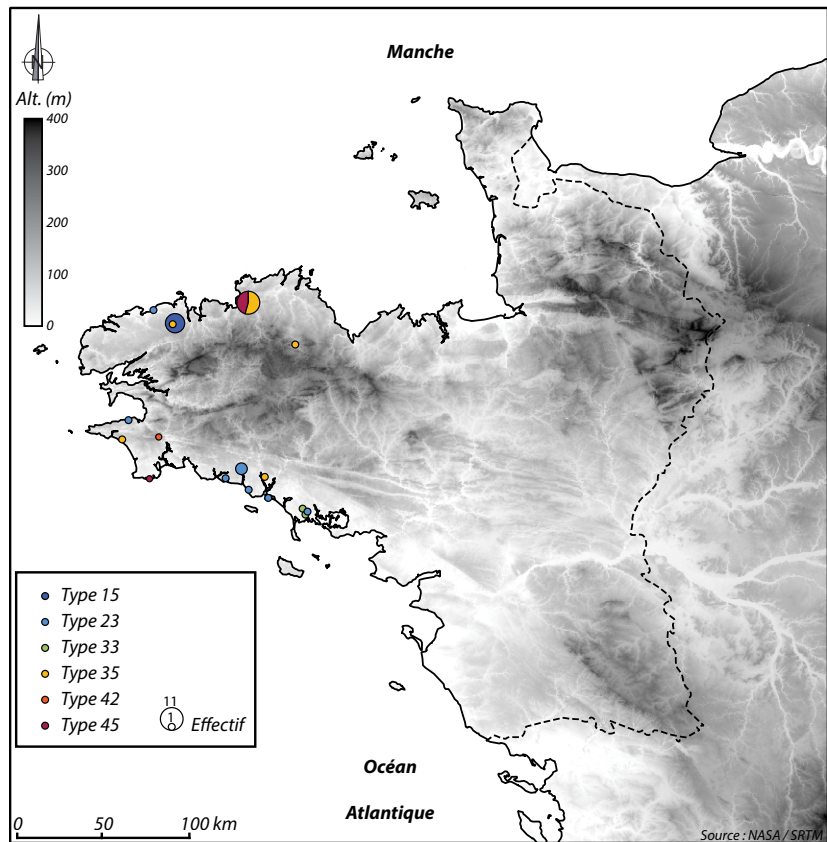 Manche
N
Alt. (m)
400
300
200
100
0
Type 15
Type 23
Type 33
Type 35
Type 42
Type 45
11
1
Effectif
Océan
Atlantique
0 50 100 km
Source : NASA / SRTM